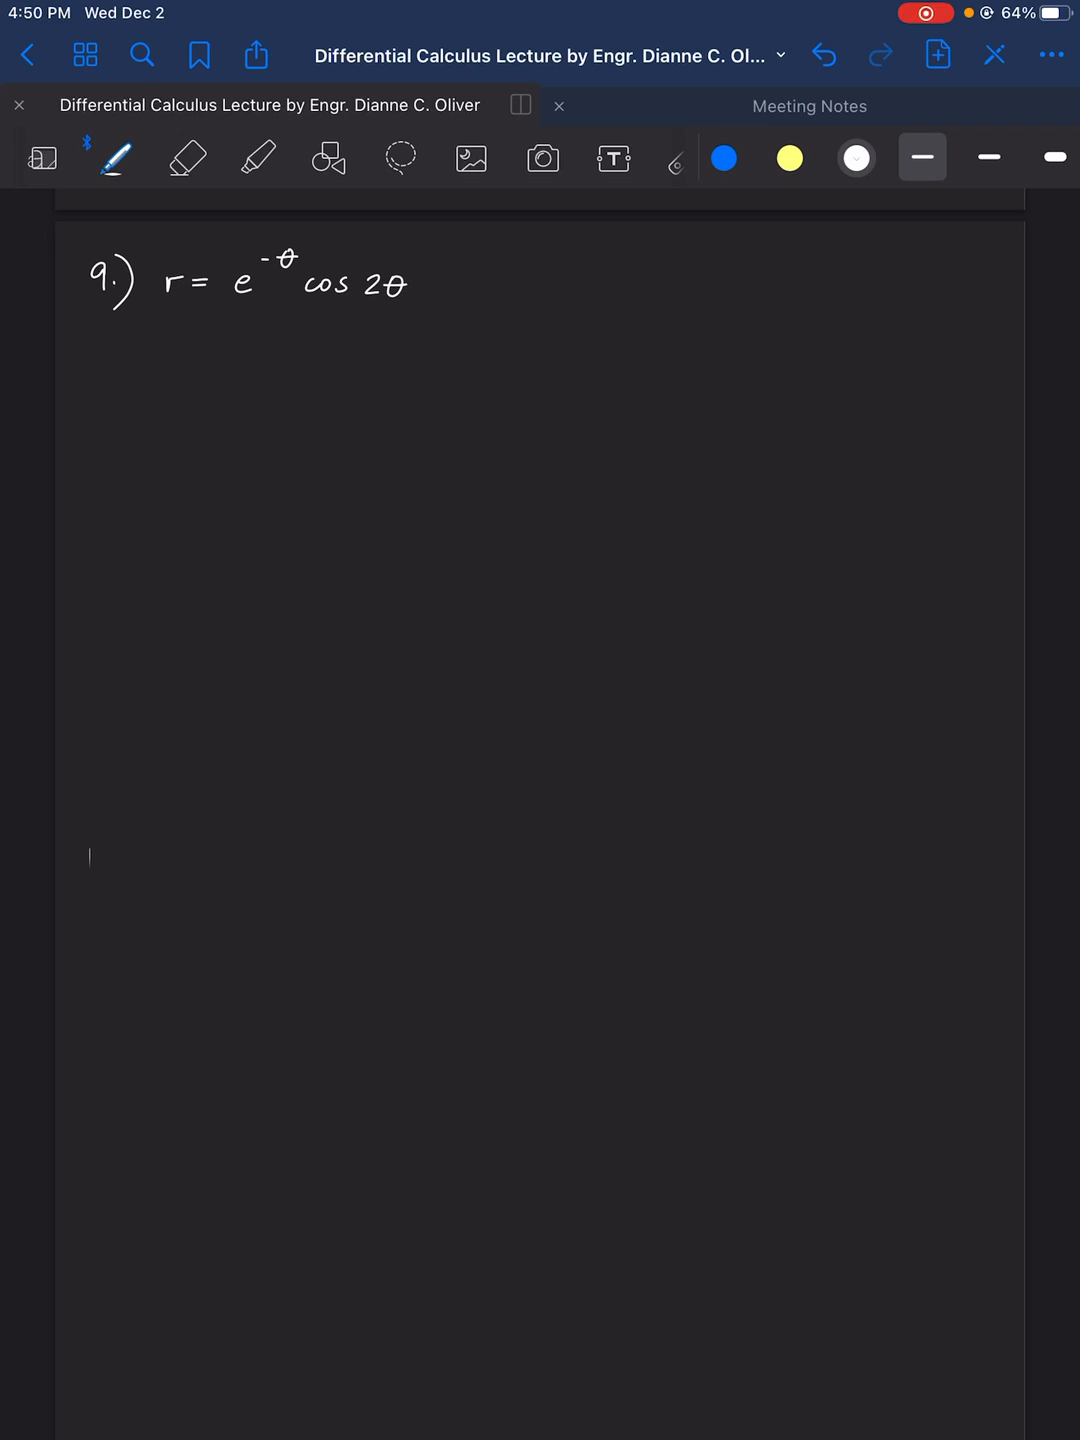 4:50 PM Wed Dec 2 64%
Differential Calculus Lecture by Engr. Dianne C. Ol...
Differential Calculus Lecture by Engr. Dianne C. Oliver
Meeting Notes
T
9.) r = e^{-θ} cos 2θ